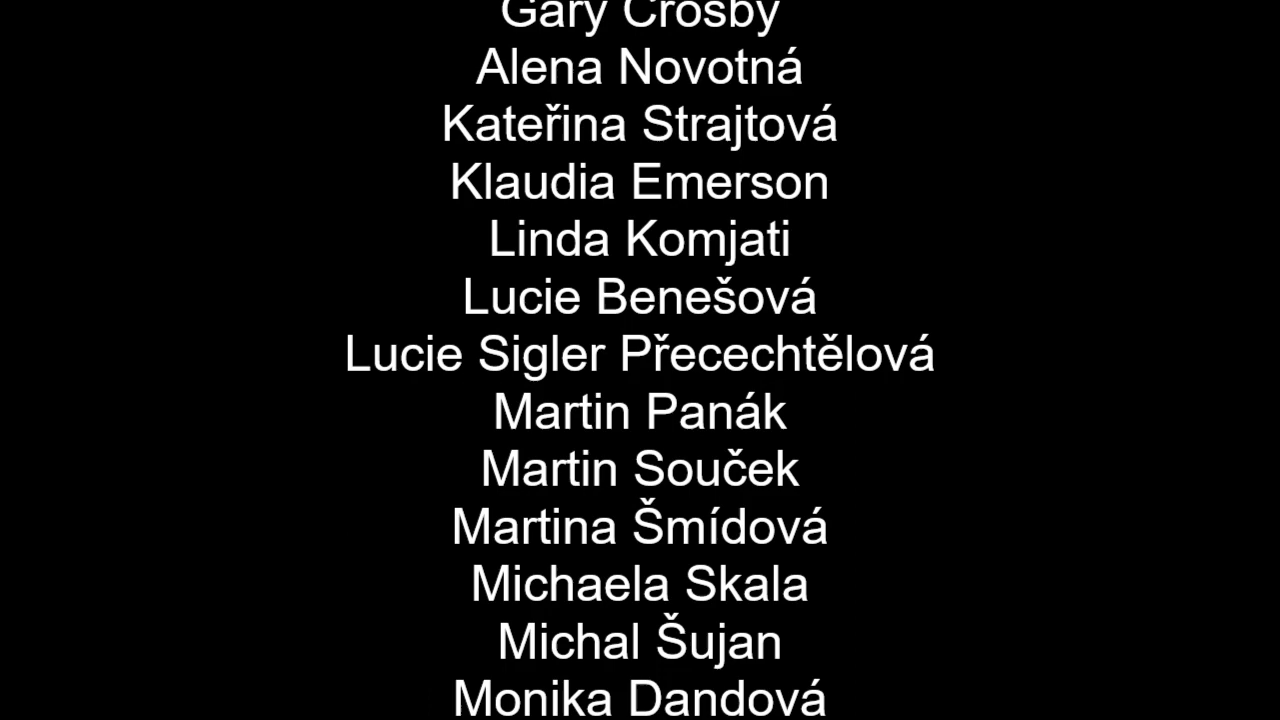 Gary Crosby
Alena Novotná
Kateřina Strajtová
Klaudia Emerson
Linda Komjati
Lucie Benešová
Lucie Sigler Přecechtělová
Martin Panák
Martin Souček
Martina Šmídová
Michaela Skala
Michal Šujan
Monika Dandová